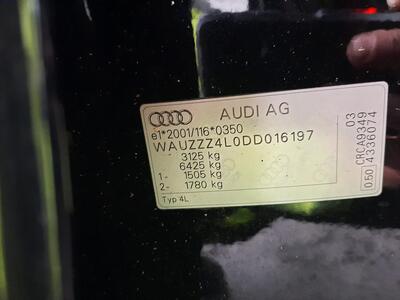 AUDI AG
e1*2001/116*0350
WAUZZZ4L0DD016197
3125 kg
6425 kg
1- 1505 kg
2- 1780 kg
Typ 4L
03
CRCA9349
050 4336074